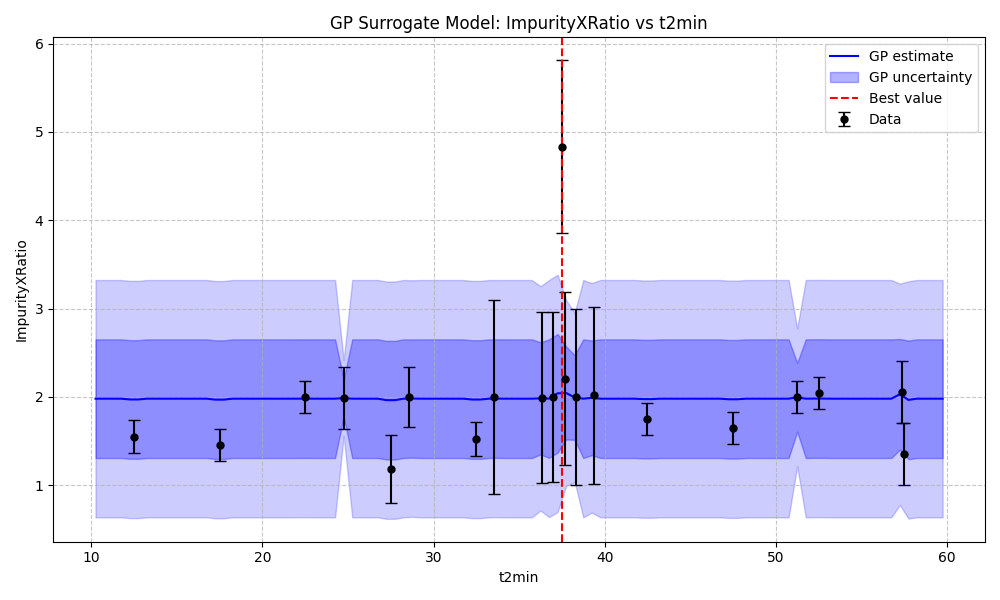 GP Surrogate Model: ImpurityXRatio vs t2min
ImpurityXRatio
6
5
4
3
2
1
GP estimate
GP uncertainty
Best value
Data
10
20
30
40
50
60
t2min